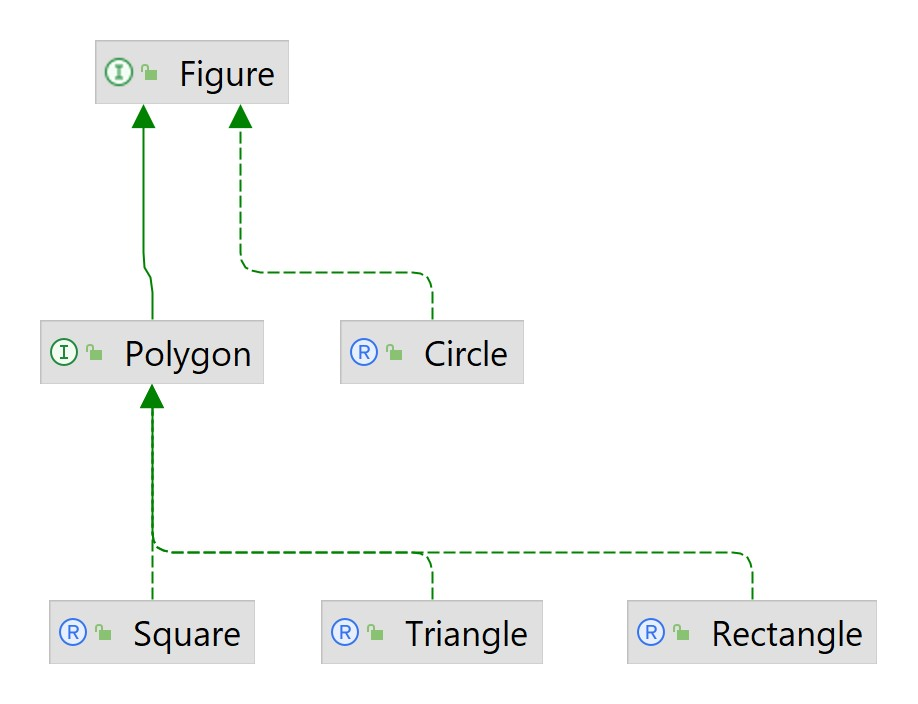 I Figure
I Polygon
R Circle
R Square
R Triangle
R Rectangle